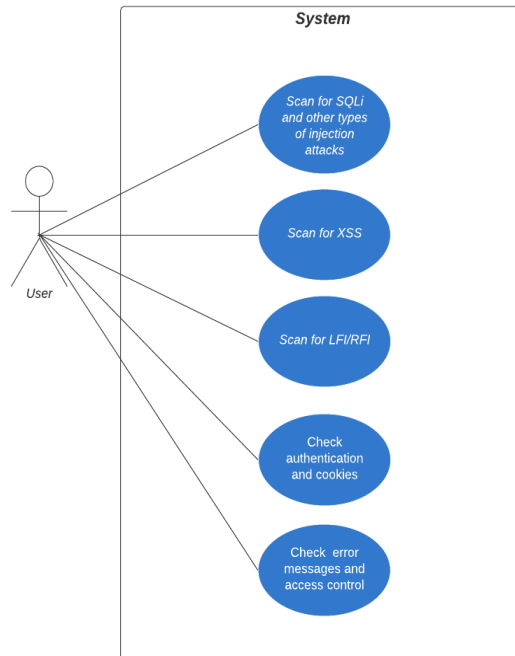 System
Scan for SQLi
and other types
of injection
attacks
Scan for XSS
User
Scan for LFI/RFI
Check
authentication
and cookies
Check error
messages and
access control